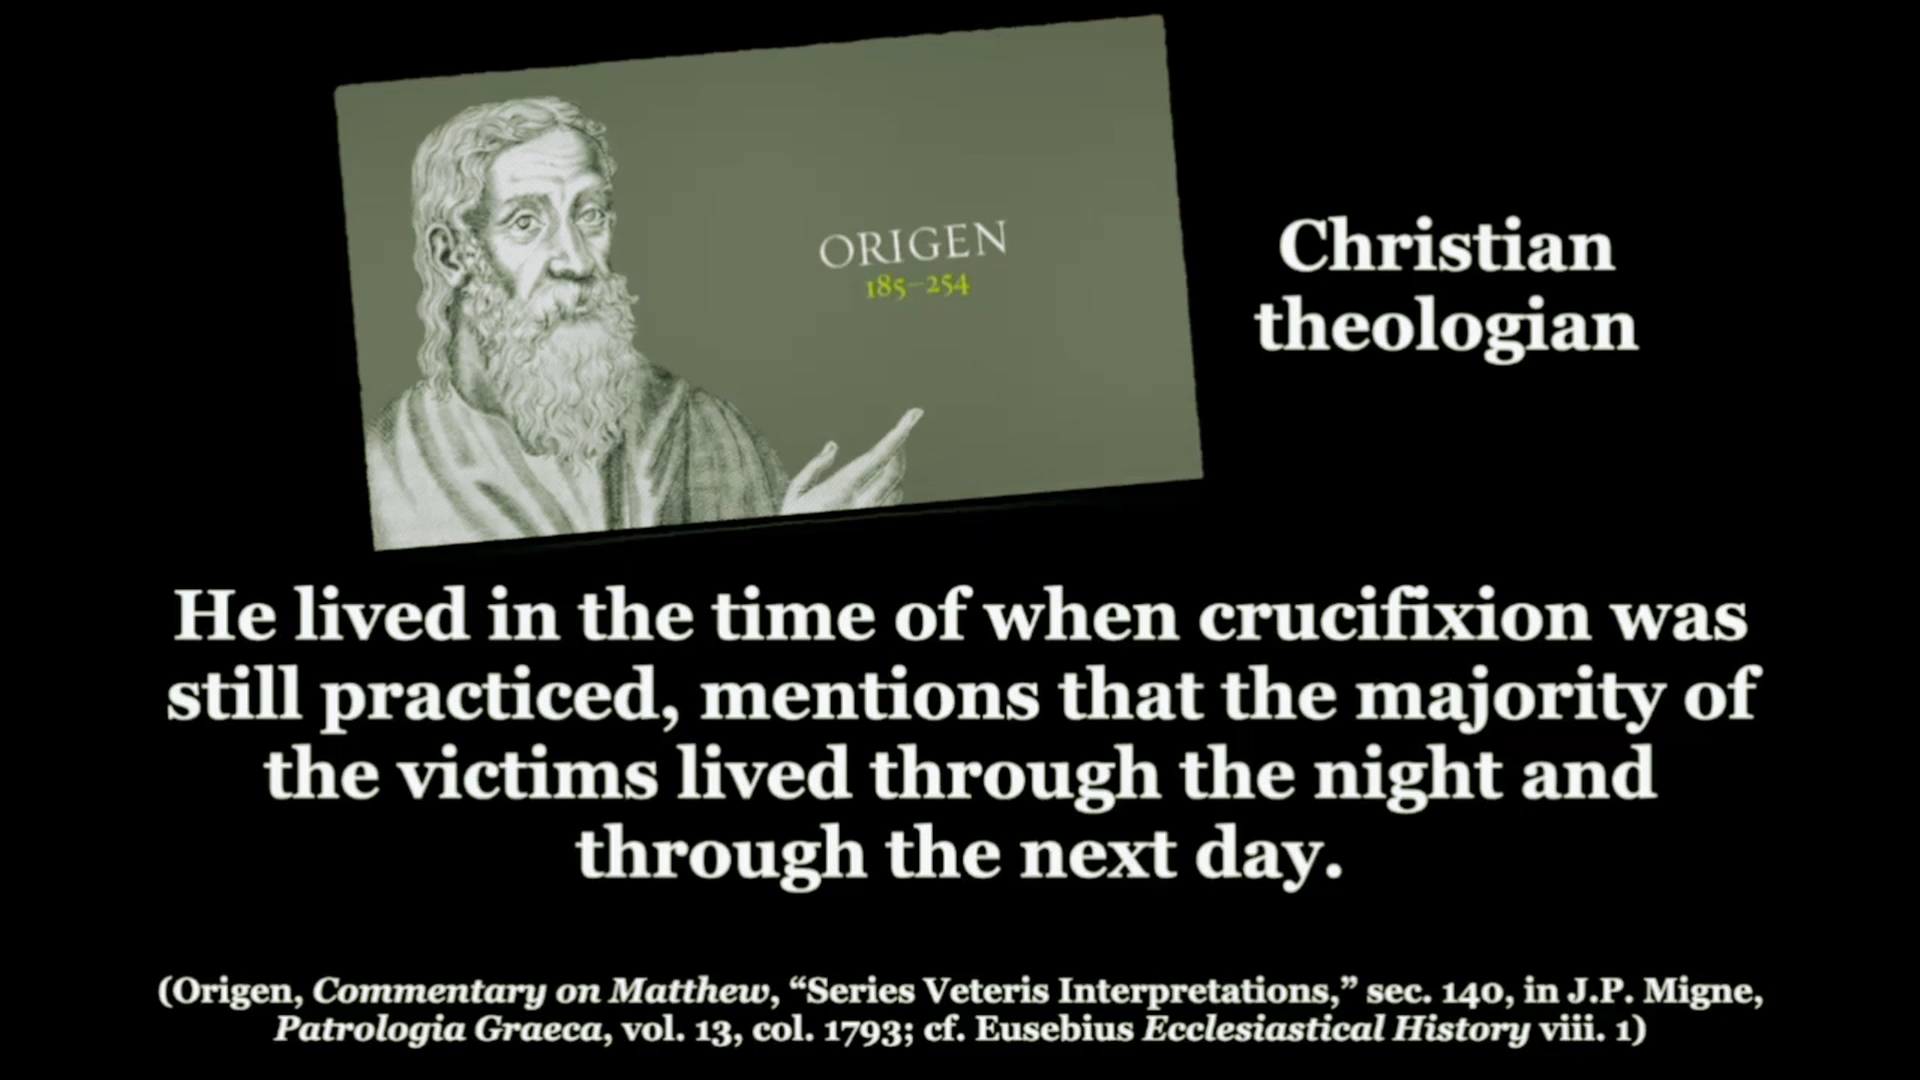 ORIGEN
185–254
Christian
theologian
He lived in the time of when crucifixion was
still practiced, mentions that the majority of
the victims lived through the night and
through the next day.
(Origen, Commentary on Matthew, “Series Veteris Interpretations,” sec. 140, in J.P. Migne,
Patrologia Graeca, vol. 13, col. 1793; cf. Eusebius Ecclesiastical History viii. 1)